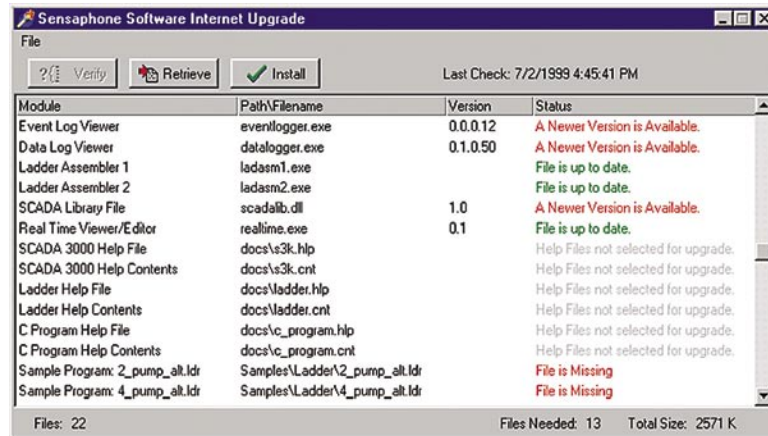 Sensaphone Software Internet Upgrade
File
?{ Verify Retrieve Install Last Check: 7/2/1999 4:45:41 PM
Module Path\Filename Version Status
Event Log Viewer eventlogger.exe 0.0.0.12 A Newer Version is Available.
Data Log Viewer datalogger.exe 0.1.0.50 A Newer Version is Available.
Ladder Assembler 1 ladasm1.exe File is up to date.
Ladder Assembler 2 ladasm2.exe File is up to date.
SCADA Library File scadalib.dll 1.0 A Newer Version is Available.
Real Time Viewer/Editor realtime.exe 0.1 File is up to date.
SCADA 3000 Help File docs\s3k.hlp Help Files not selected for upgrade.
SCADA 3000 Help Contents docs\s3k.cnt Help Files not selected for upgrade.
Ladder Help File docs\ladder.hlp Help Files not selected for upgrade.
Ladder Help Contents docs\ladder.cnt Help Files not selected for upgrade.
C Program Help File docs\c_program.hlp Help Files not selected for upgrade.
C Program Help Contents docs\c_program.cnt Help Files not selected for upgrade.
Sample Program: 2_pump_alt.ldr Samples\Ladder\2_pump_alt.ldr File is Missing
Sample Program: 4_pump_alt.ldr Samples\Ladder\4_pump_alt.ldr File is Missing
Files: 22 Files Needed: 13 Total Size: 2571 K